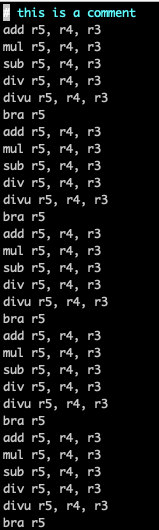 # this is a comment
add r5, r4, r3
mul r5, r4, r3
sub r5, r4, r3
div r5, r4, r3
divu r5, r4, r3
bra r5
add r5, r4, r3
mul r5, r4, r3
sub r5, r4, r3
div r5, r4, r3
divu r5, r4, r3
bra r5
add r5, r4, r3
mul r5, r4, r3
sub r5, r4, r3
div r5, r4, r3
divu r5, r4, r3
bra r5
add r5, r4, r3
mul r5, r4, r3
sub r5, r4, r3
div r5, r4, r3
divu r5, r4, r3
bra r5
add r5, r4, r3
mul r5, r4, r3
sub r5, r4, r3
div r5, r4, r3
divu r5, r4, r3
bra r5